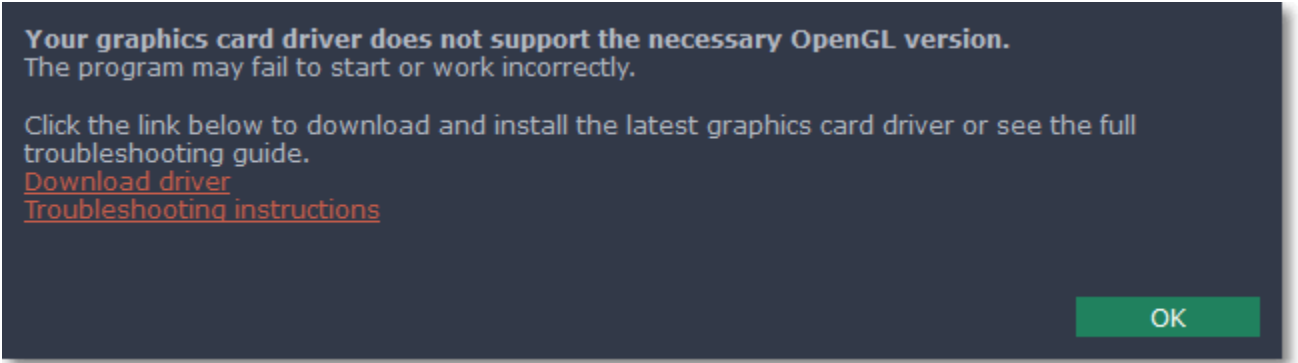 Your graphics card driver does not support the necessary OpenGL version.
The program may fail to start or work incorrectly.
Click the link below to download and install the latest graphics card driver or see the full
troubleshooting guide.
Download driver
Troubleshooting instructions
OK